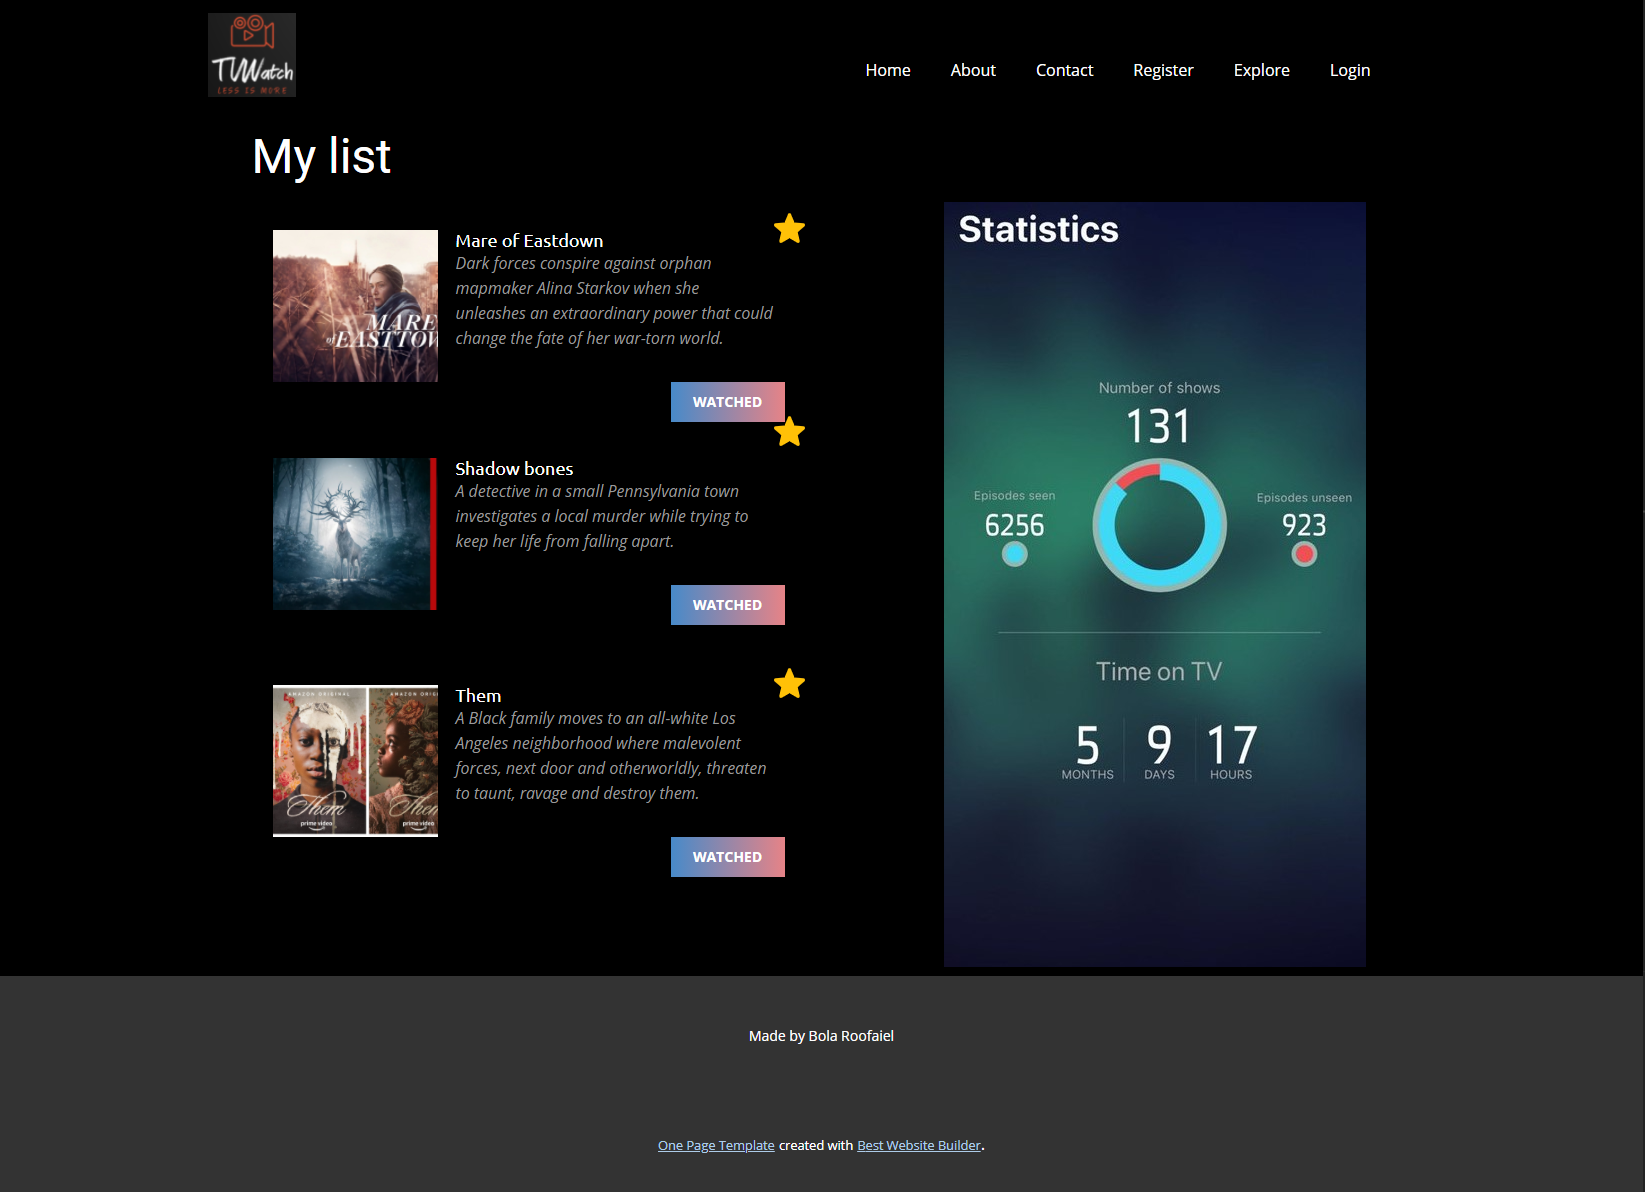 TVWatch
LESS IS MORE
Home About Contact Register Explore Login
My list
MARE
of EASTTOW
Mare of Eastdown
Dark forces conspire against orphan
mapmaker Alina Starkov when she
unleashes an extraordinary power that could
change the fate of her war-torn world.
WATCHED
Shadow bones
A detective in a small Pennsylvania town
investigates a local murder while trying to
keep her life from falling apart.
WATCHED
AMAZON ORIGINAL
AMAZON ORIGI
Them
prime video
Them
prime video
Them
A Black family moves to an all-white Los
Angeles neighborhood where malevolent
forces, next door and otherworldly, threaten
to taunt, ravage and destroy them.
WATCHED
Statistics
Number of shows
131
Episodes seen
6256
Episodes unseen
923
Time on TV
5 9 17
MONTHS DAYS HOURS
Made by Bola Roofaiel
One Page Template created with Best Website Builder.